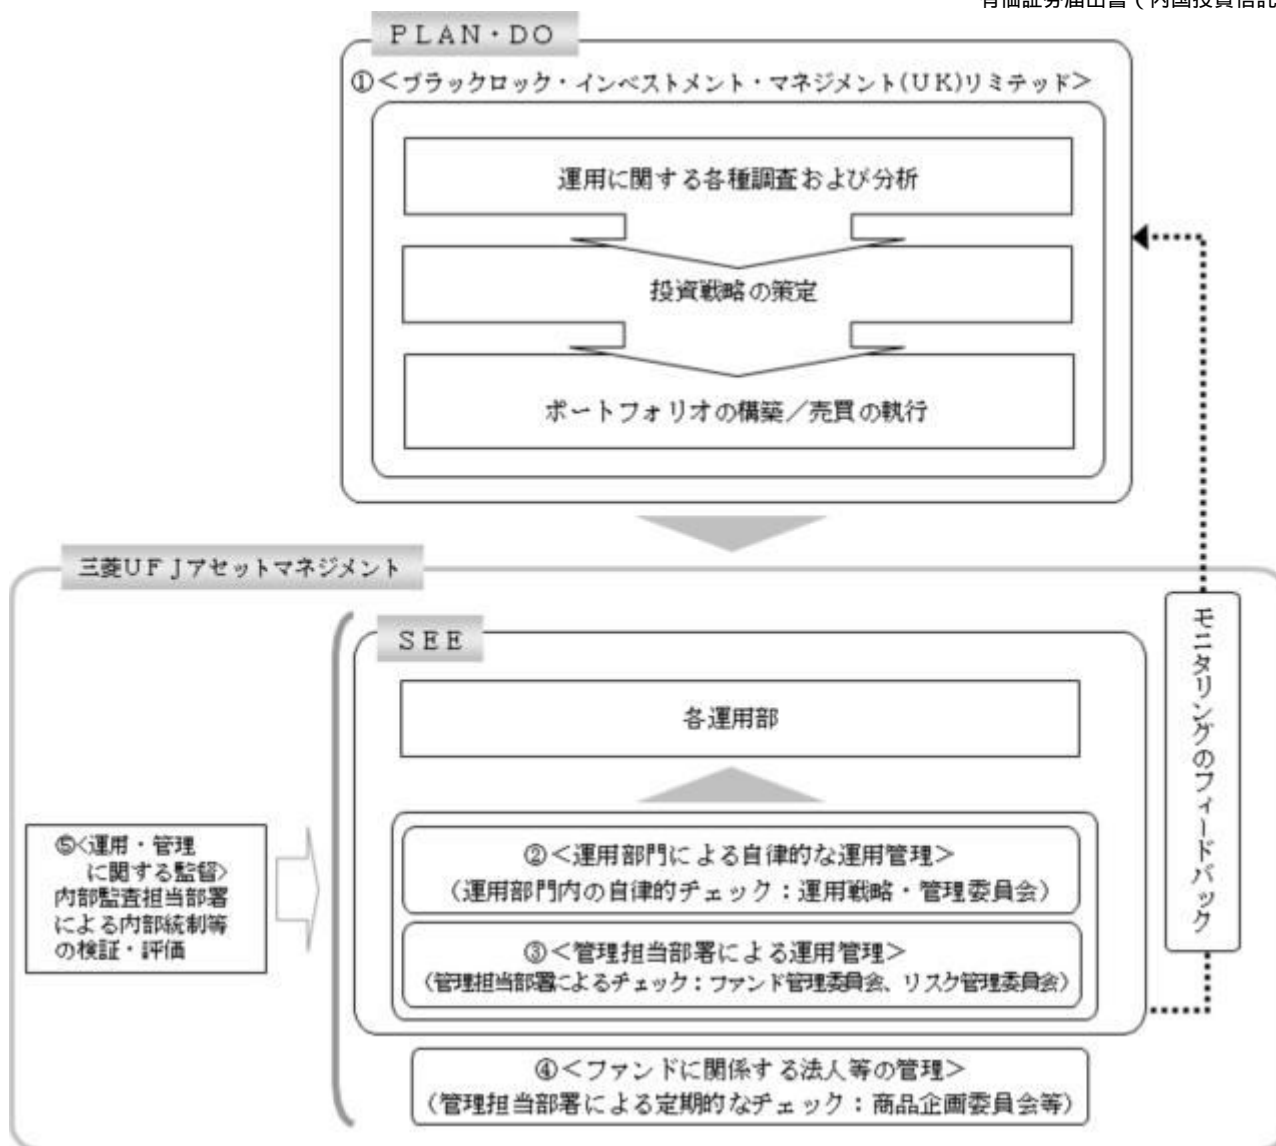 有価証券届出書（内国投資信託
ＰＬＡＮ・ＤＯ
①＜ブラックロック・インベストメント・マネジメント(ＵＫ)リミテッド＞
運用に関する各種調査および分析
投資戦略の策定
ポートフォリオの構築／売買の執行
三菱ＵＦＪアセットマネジメント
ＳＥＥ
各運用部
②＜運用部門による自律的な運用管理＞
（運用部門内の自律的チェック：運用戦略・管理委員会）
③＜管理担当部署による運用管理＞
（管理担当部署によるチェック：ファンド管理委員会、リスク管理委員会）
④＜ファンドに関係する法人等の管理＞
（管理担当部署による定期的なチェック：商品企画委員会等）
⑤＜運用・管理
に関する監督＞
内部監査担当部署
による内部統制等
の検証・評価
モニタリングのフィードバック